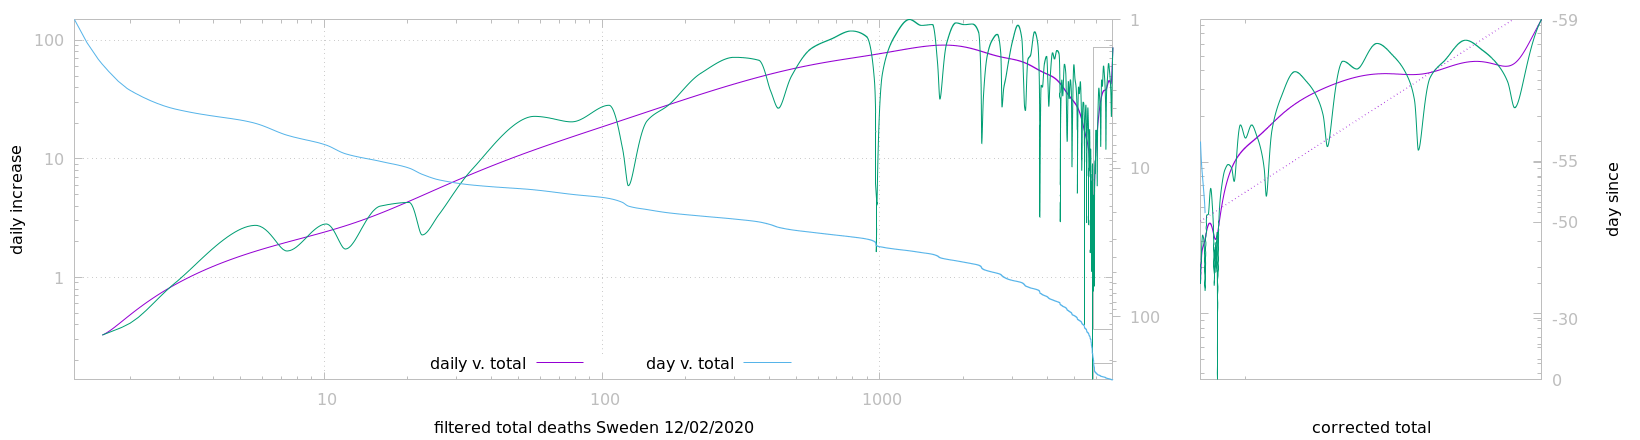 100
10
1
daily increase
daily v. total
day v. total
10
100
1000
filtered total deaths Sweden 12/02/2020
1
10
100
-59
-55
-50
-30
0
day since
corrected total